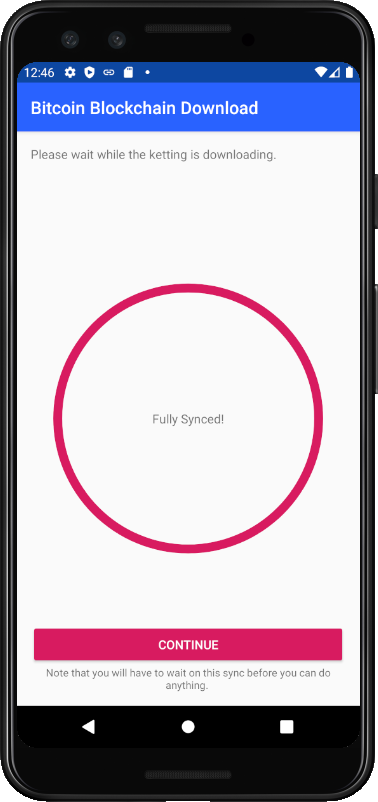 12:46
Bitcoin Blockchain Download
Please wait while the ketting is downloading.
Fully Synced!
CONTINUE
Note that you will have to wait on this sync before you can do
anything.